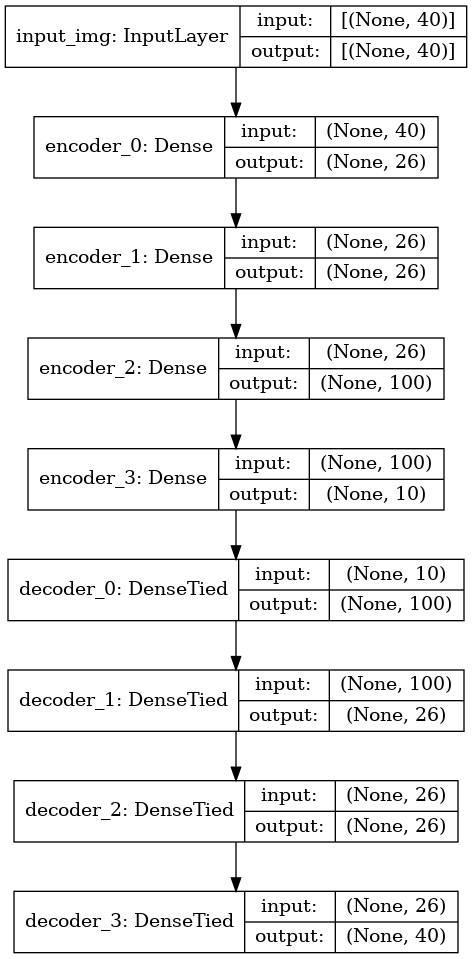 input_img: InputLayer
input: [(None, 40)]
output: [(None, 40)]
encoder_0: Dense
input: (None, 40)
output: (None, 26)
encoder_1: Dense
input: (None, 26)
output: (None, 26)
encoder_2: Dense
input: (None, 26)
output: (None, 100)
encoder_3: Dense
input: (None, 100)
output: (None, 10)
decoder_0: DenseTied
input: (None, 10)
output: (None, 100)
decoder_1: DenseTied
input: (None, 100)
output: (None, 26)
decoder_2: DenseTied
input: (None, 26)
output: (None, 26)
decoder_3: DenseTied
input: (None, 26)
output: (None, 40)